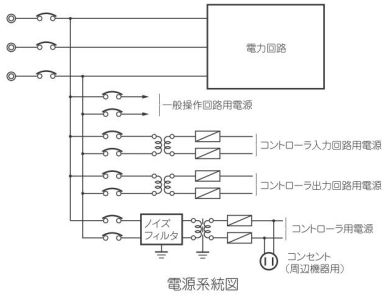 電力回路
一般操作回路用電源
コントローラ入力回路用電源
コントローラ出力回路用電源
ノイズ
フィルタ
コントローラ用電源
コンセント
（周辺機器用）
電源系統図